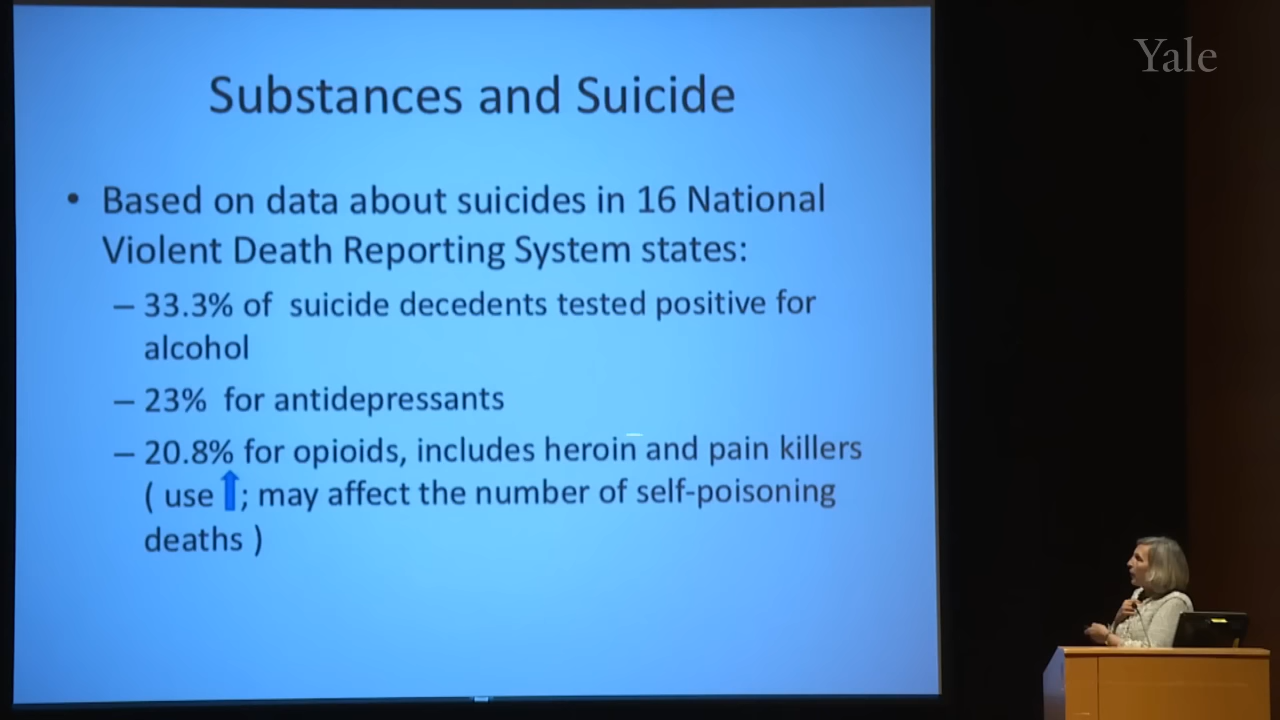 Yale
Substances and Suicide
• Based on data about suicides in 16 National
Violent Death Reporting System states:
– 33.3% of suicide decedents tested positive for
alcohol
– 23% for antidepressants
– 20.8% for opioids, includes heroin and pain killers
( use ⬆; may affect the number of self-poisoning
deaths )